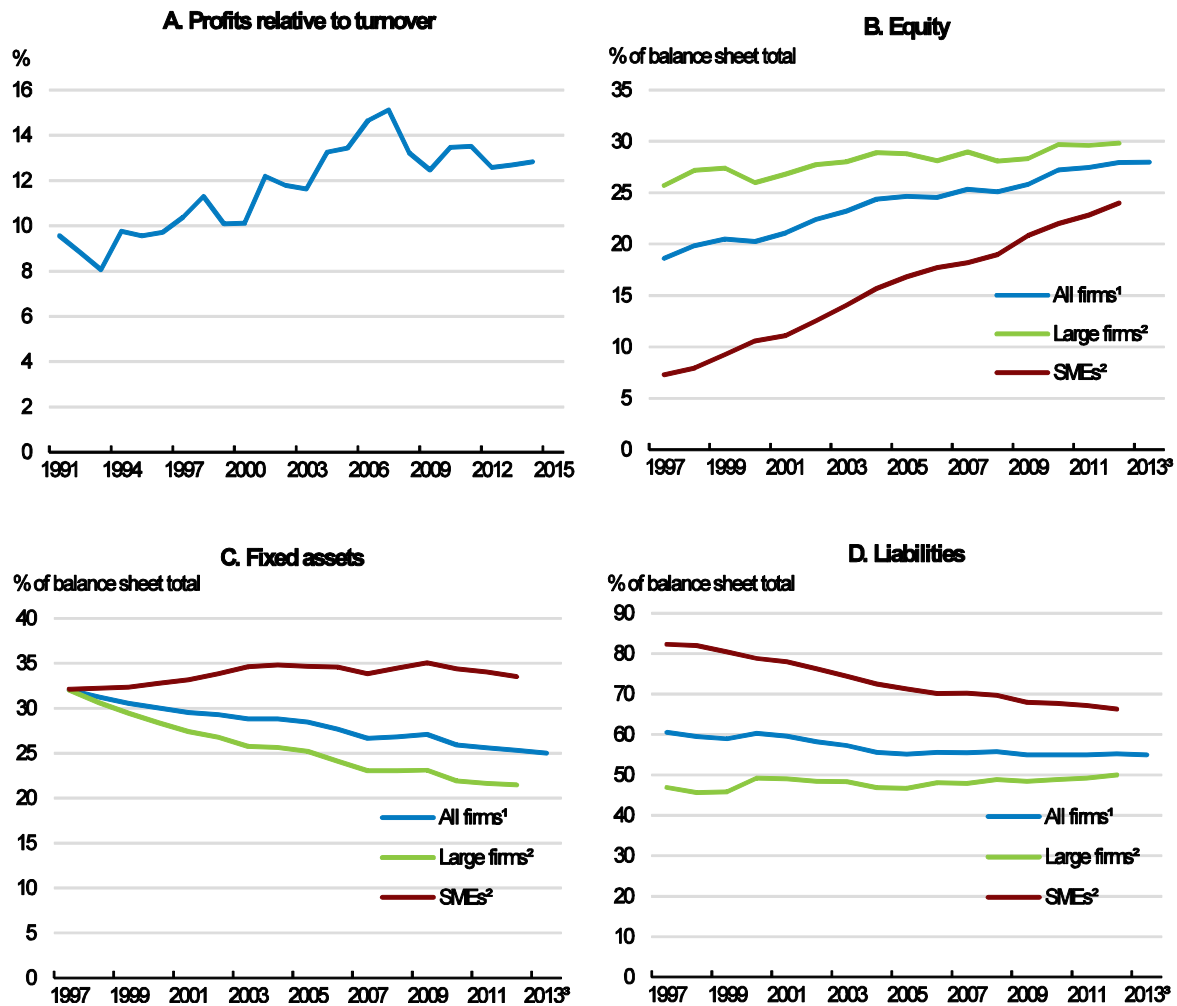 A. Profits relative to turnover
%
16
14
12
10
8
6
4
2
0
1991 1994 1997 2000 2003 2006 2009 2012 2015
B. Equity
% of balance sheet total
35
30
25
20
15
10
5
0
All firms¹
Large firms²
SMEs²
1997 1999 2001 2003 2005 2007 2009 2011 2013³
C. Fixed assets
% of balance sheet total
40
35
30
25
20
15
10
5
0
All firms¹
Large firms²
SMEs²
1997 1999 2001 2003 2005 2007 2009 2011 2013³
D. Liabilities
% of balance sheet total
90
80
70
60
50
40
30
20
10
0
All firms¹
Large firms²
SMEs²
1997 1999 2001 2003 2005 2007 2009 2011 2013³